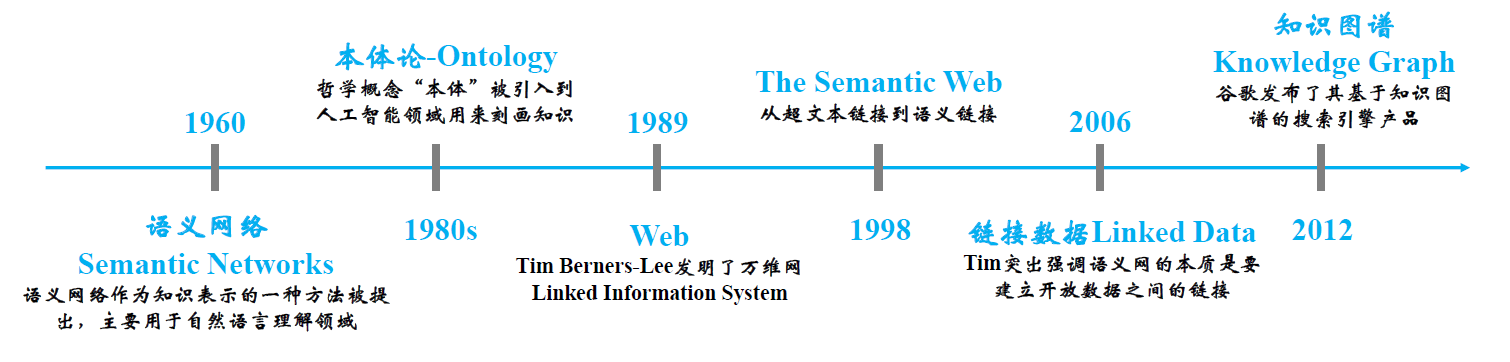 1960
语义网络
Semantic Networks
语义网络作为知识表示的一种方法被提
出，主要用于自然语言理解领域
本体论-Ontology
哲学概念“本体”被引入到
人工智能领域用来刻画知识
1980s
1989
Web
Tim Berners-Lee发明了万维网
Linked Information System
The Semantic Web
从超文本链接到语义链接
1998
2006
链接数据Linked Data
Tim突出强调语义网的本质是要
建立开放数据之间的链接
知识图谱
Knowledge Graph
谷歌发布了其基于知识图
谱的搜索引擎产品
2012